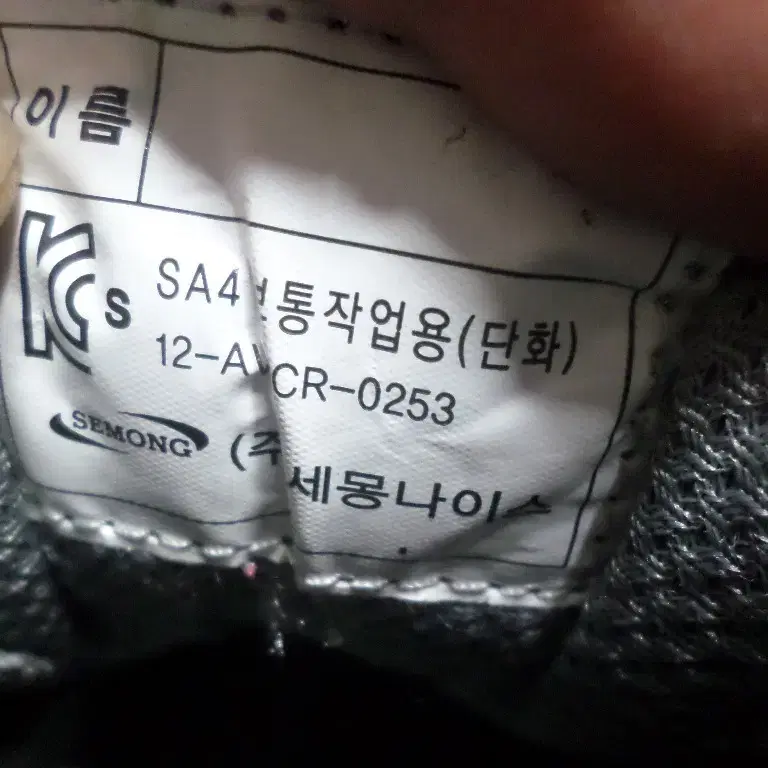 이름
KCs SA4 통작업용(단화)
12-A CR-0253
SEMONG (주 세몽나이스